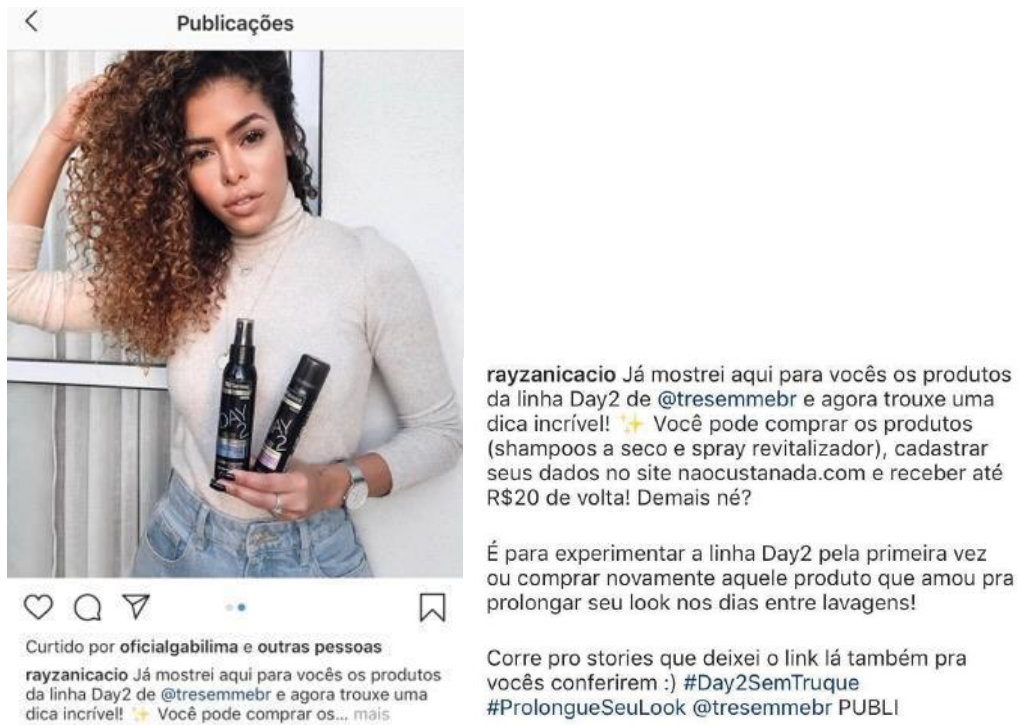 Publicações
DAY
2
DAY
2
Curtido por oficialgabilima e outras pessoas
rayzanicacio Já mostrei aqui para vocês os produtos
da linha Day2 de @tresemmebr e agora trouxe uma
dica incrível! ✨ Você pode comprar os... mais
rayzanicacio Já mostrei aqui para vocês os produtos
da linha Day2 de @tresemmebr e agora trouxe uma
dica incrível! ✨ Você pode comprar os produtos
(shampoos a seco e spray revitalizador), cadastrar
seus dados no site naocustanada.com e receber até
R$20 de volta! Demais né?
É para experimentar a linha Day2 pela primeira vez
ou comprar novamente aquele produto que amou pra
prolongar seu look nos dias entre lavagens!
Corre pro stories que deixei o link lá também pra
vocês conferirem :) #Day2SemTruque
#ProlongueSeuLook @tresemmebr PUBLI